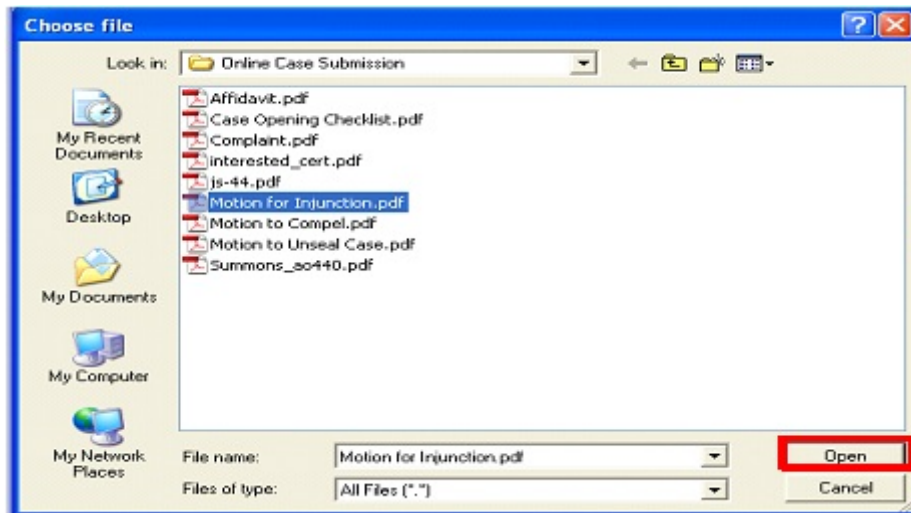 Choose file
Look in: Online Case Submission
My Recent Documents
Desktop
My Documents
My Computer
My Network Places
Affidavit.pdf
Case Opening Checklist.pdf
Complaint.pdf
interested_cert.pdf
js-44.pdf
Motion for Injunction.pdf
Motion to Compel.pdf
Motion to Unseal Case.pdf
Summons_ao440.pdf
File name: Motion for Injunction.pdf Open
Files of type: All Files (*.*) Cancel